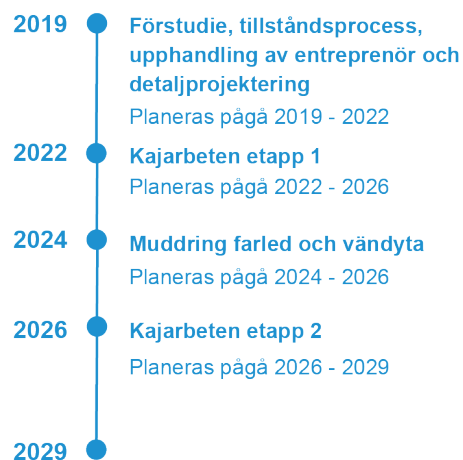 2019
Förstudie, tillståndsprocess,
upphandling av entreprenör och
detaljprojektering
Planeras pågå 2019 - 2022
2022
Kajarbeten etapp 1
Planeras pågå 2022 - 2026
2024
Muddring farled och vändyta
Planeras pågå 2024 - 2026
2026
Kajarbeten etapp 2
Planeras pågå 2026 - 2029
2029